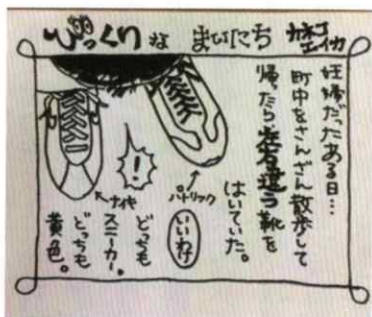 びっくりな まいにち カネコエイカ
妊婦だったある日…
町中をさんざん散歩して
帰ったら、左右違う靴を
はいていた。
いいね
どっちも
スニーカー。
どっちも
黄色。
！
パトリック
ナイキ